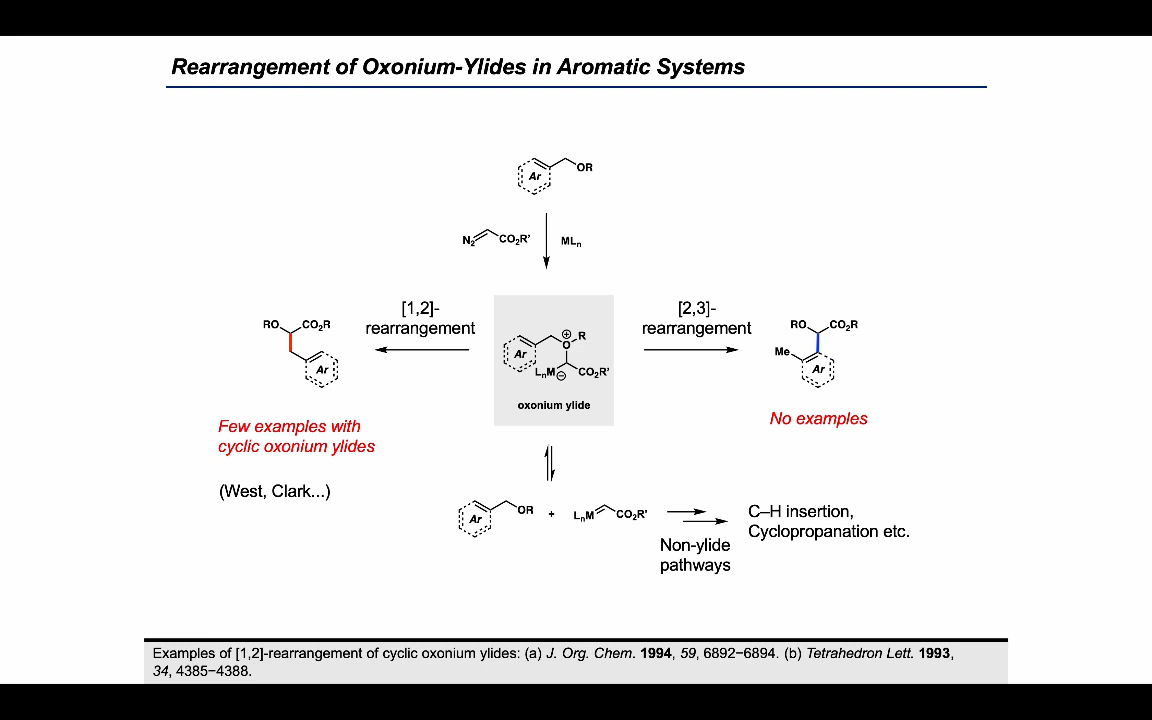 Rearrangement of Oxonium-Ylides in Aromatic Systems
Ar
OR
N2
CO2R'
MLn
[1,2]-
rearrangement
[2,3]-
rearrangement
RO
CO2R
Ar
Ar
⊕
R
O
LnM
⊖
CO2R'
oxonium ylide
RO
CO2R
Me
Ar
Few examples with
cyclic oxonium ylides
No examples
(West, Clark...)
Ar
OR
+
LnM
CO2R'
C–H insertion,
Cyclopropanation etc.
Non-ylide
pathways
Examples of [1,2]-rearrangement of cyclic oxonium ylides: (a) J. Org. Chem. 1994, 59, 6892−6894. (b) Tetrahedron Lett. 1993,
34, 4385−4388.